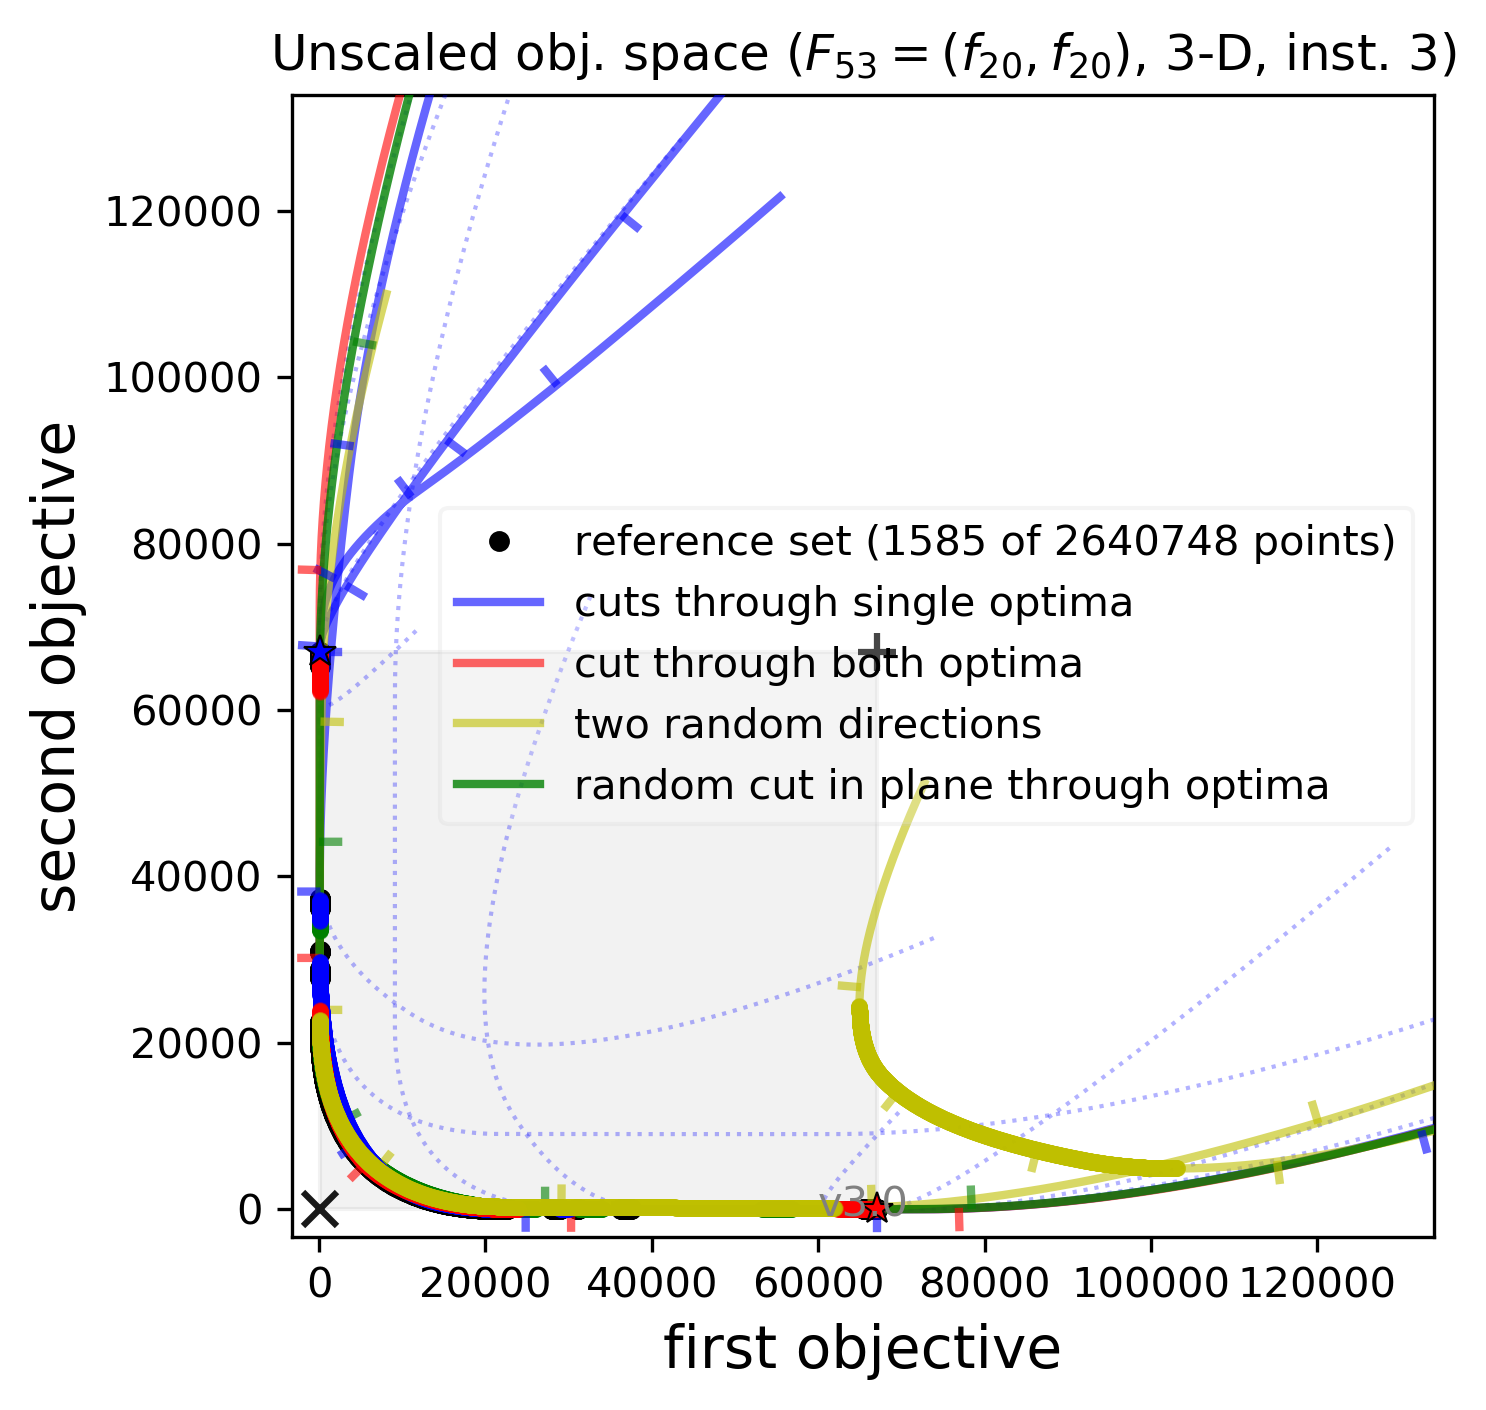 Unscaled obj. space (F53 = (f20, f20), 3-D, inst. 3)
second objective
120000
100000
80000
60000
40000
20000
0
reference set (1585 of 2640748 points)
cuts through single optima
cut through both optima
two random directions
random cut in plane through optima
v3.0
0 20000 40000 60000 80000 100000 120000
first objective